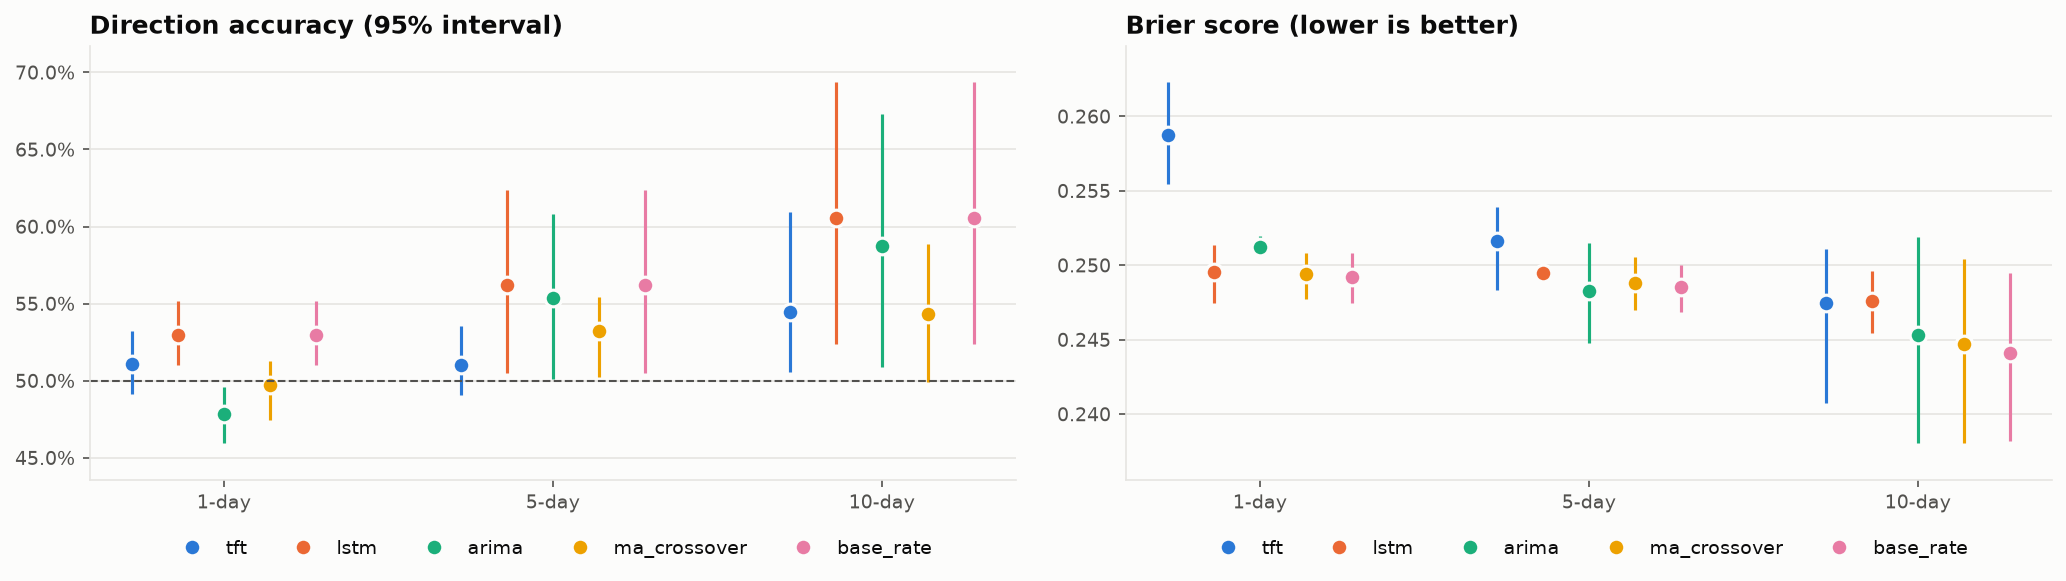 Direction accuracy (95% interval)
70.0%
65.0%
60.0%
55.0%
50.0%
45.0%
1-day 5-day 10-day
tft lstm arima ma_crossover base_rate
Brier score (lower is better)
0.260
0.255
0.250
0.245
0.240
1-day 5-day 10-day
tft lstm arima ma_crossover base_rate